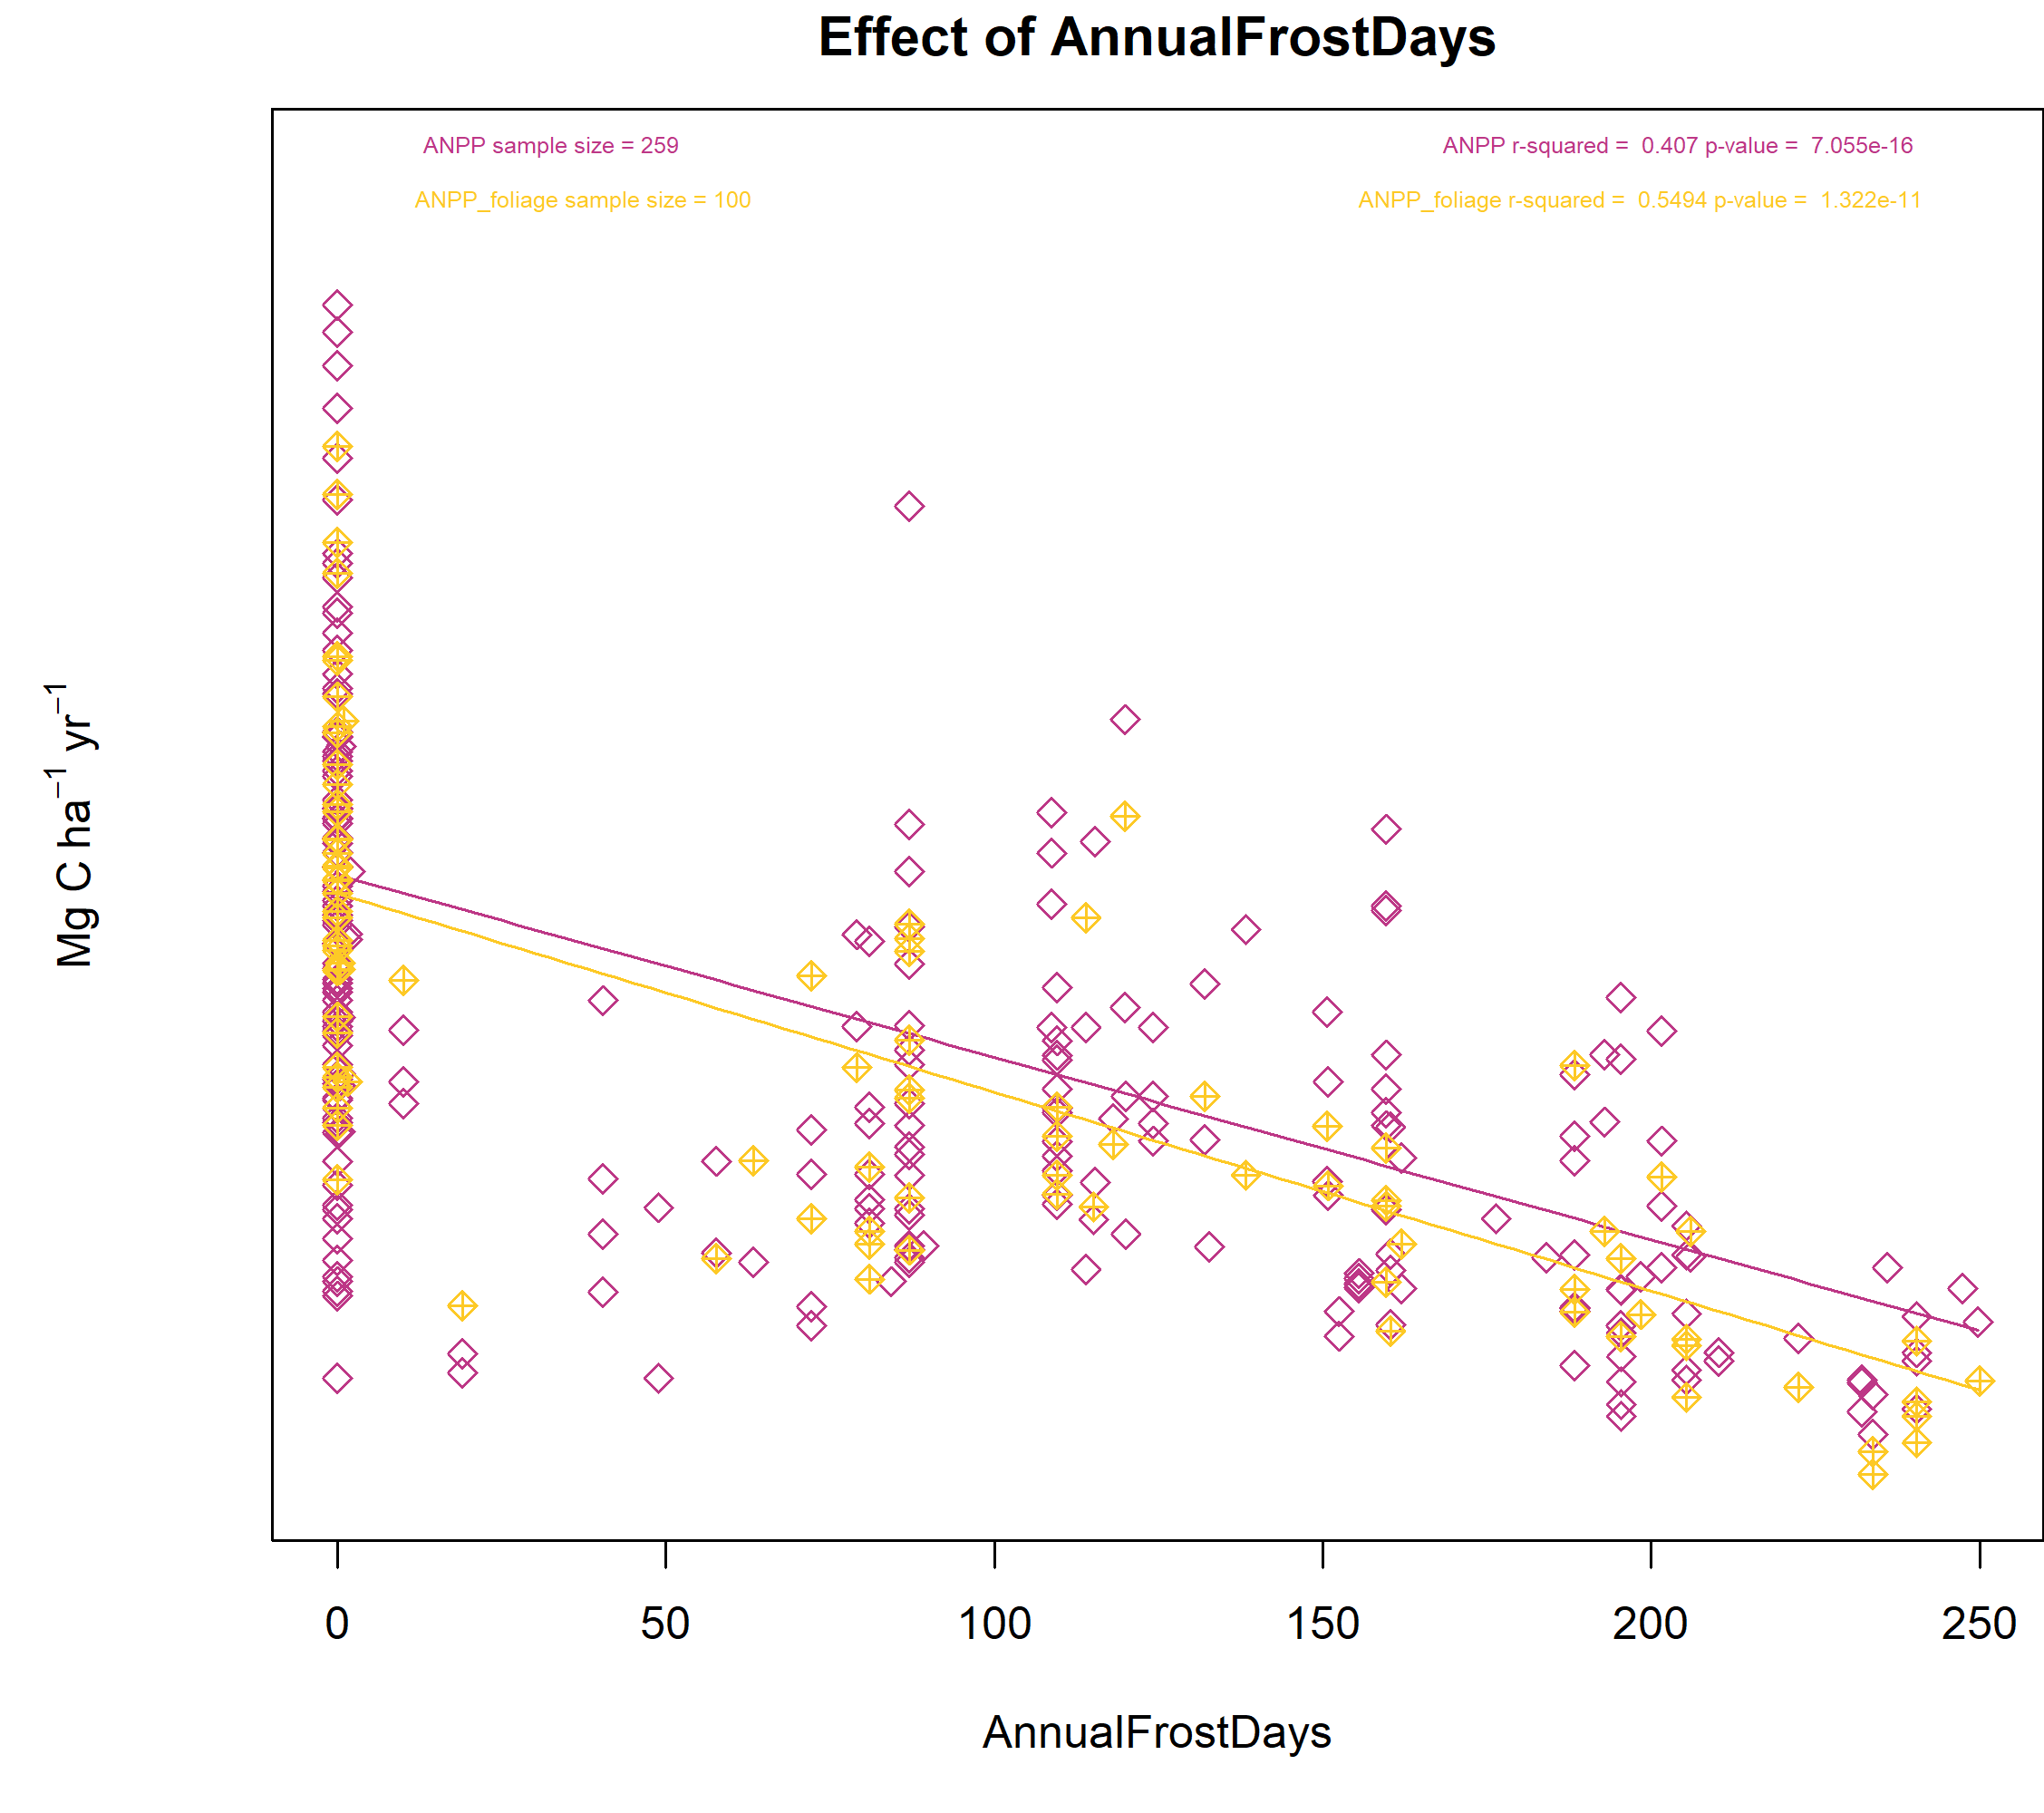 Effect of AnnualFrostDays
ANPP sample size = 259
ANPP r-squared = 0.407 p-value = 7.055e-16
ANPP_foliage sample size = 100
ANPP_foliage r-squared = 0.5494 p-value = 1.322e-11
Mg C ha⁻¹ yr⁻¹
0 50 100 150 200 250
AnnualFrostDays